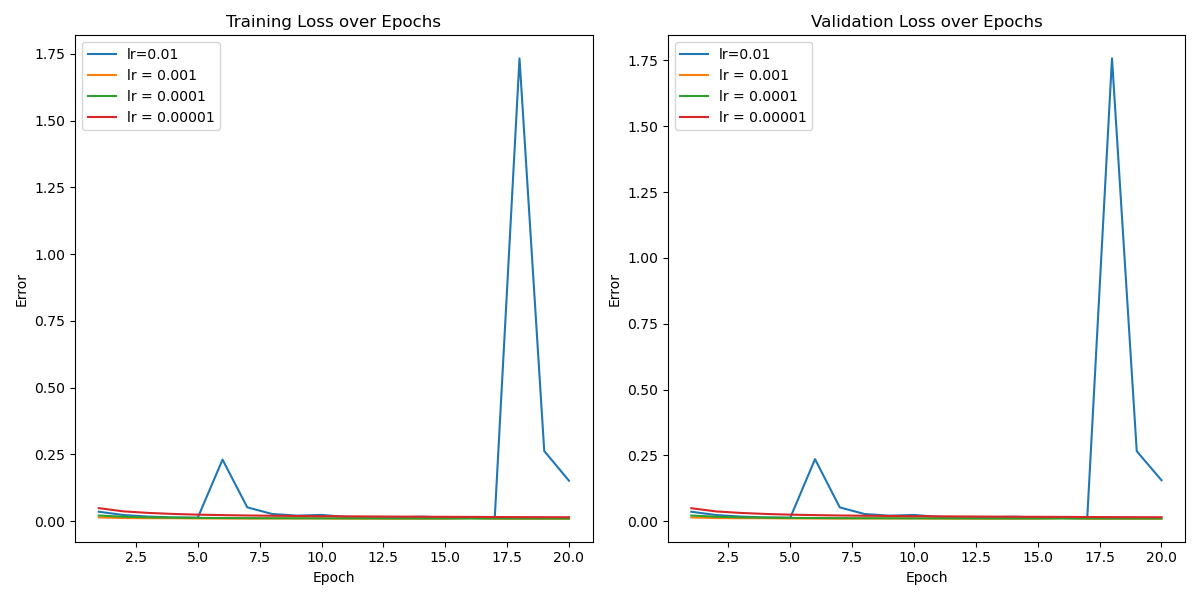 Training Loss over Epochs
lr=0.01
lr = 0.001
lr = 0.0001
lr = 0.00001
1.75
1.50
1.25
1.00
0.75
0.50
0.25
0.00
Error
2.5 5.0 7.5 10.0 12.5 15.0 17.5 20.0
Epoch
Validation Loss over Epochs
lr=0.01
lr = 0.001
lr = 0.0001
lr = 0.00001
1.75
1.50
1.25
1.00
0.75
0.50
0.25
0.00
Error
2.5 5.0 7.5 10.0 12.5 15.0 17.5 20.0
Epoch